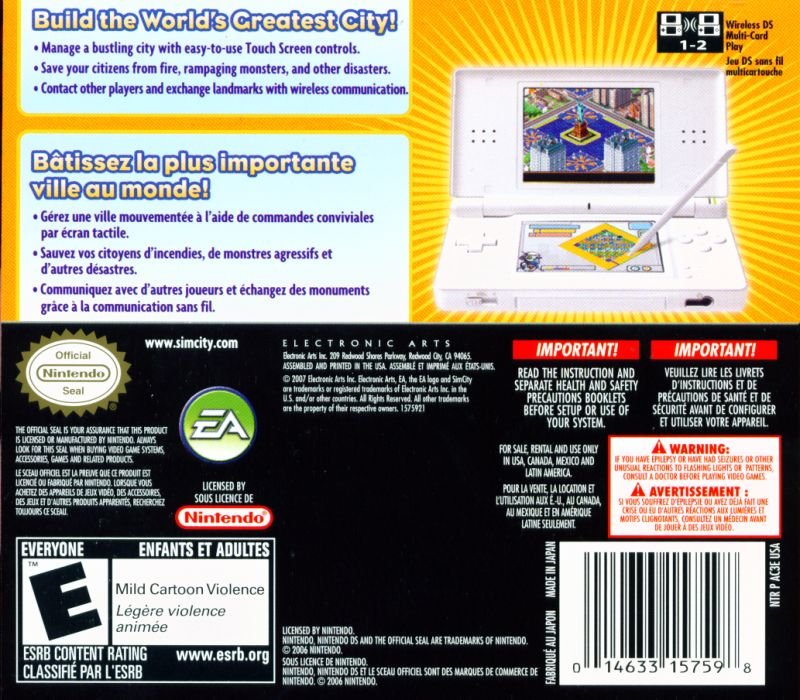 Build the World's Greatest City!
• Manage a bustling city with easy-to-use Touch Screen controls.
• Save your citizens from fire, rampaging monsters, and other disasters.
• Contact other players and exchange landmarks with wireless communication.
1-2
Wireless DS
Multi-Card
Play
Jeu DS sans fil
multicartouche
Bâtissez la plus importante
ville au monde!
• Gérez une ville mouvementée à l'aide de commandes conviviales
par écran tactile.
• Sauvez vos citoyens d'incendies, de monstres agressifs et
d'autres désastres.
• Communiquez avec d'autres joueurs et échangez des monuments
grâce à la communication sans fil.
Official
Nintendo
Seal
THE OFFICIAL SEAL IS YOUR ASSURANCE THAT THIS PRODUCT
IS LICENSED OR MANUFACTURED BY NINTENDO. ALWAYS
LOOK FOR THIS SEAL WHEN BUYING VIDEO GAME SYSTEMS,
ACCESSORIES, GAMES AND RELATED PRODUCTS.
LE SCEAU OFFICIEL EST LA PREUVE QUE CE PRODUIT EST
LICENCIÉ OU FABRIQUÉ PAR NINTENDO. LORSQUE VOUS
ACHETEZ DES APPAREILS DE JEUX VIDÉO, DES ACCESSOIRES,
DES JEUX ET D'AUTRES PRODUITS APPARENTÉS, RECHERCHEZ
TOUJOURS CE SCEAU.
www.simcity.com
EA
LICENSED BY
SOUS LICENCE DE
Nintendo
ELECTRONIC ARTS
Electronic Arts Inc. 209 Redwood Shores Parkway, Redwood City, CA 94065.
ASSEMBLED AND PRINTED IN THE USA. ASSEMBLÉ ET IMPRIMÉ AUX ÉTATS-UNIS.
© 2007 Electronic Arts Inc. Electronic Arts, EA, the EA logo and SimCity
are trademarks or registered trademarks of Electronic Arts Inc. in the
U.S. and/or other countries. All Rights Reserved. All other trademarks
are the property of their respective owners. 1575921
IMPORTANT!
READ THE INSTRUCTION AND
SEPARATE HEALTH AND SAFETY
PRECAUTIONS BOOKLETS
BEFORE SETUP OR USE OF
YOUR SYSTEM.
IMPORTANT!
VEUILLEZ LIRE LES LIVRETS
D'INSTRUCTIONS ET DE
PRÉCAUTIONS DE SANTÉ ET DE
SÉCURITÉ AVANT DE CONFIGURER
ET UTILISER VOTRE APPAREIL.
FOR SALE, RENTAL AND USE ONLY
IN USA, CANADA, MEXICO AND
LATIN AMERICA.
POUR LA VENTE, LA LOCATION ET
L'UTILISATION AUX É.-U., AU CANADA,
AU MEXIQUE ET EN AMÉRIQUE
LATINE SEULEMENT.
WARNING:
IF YOU HAVE EPILEPSY OR HAVE HAD SEIZURES OR OTHER
UNUSUAL REACTIONS TO FLASHING LIGHTS OR PATTERNS,
CONSULT A DOCTOR BEFORE PLAYING VIDEO GAMES.
AVERTISSEMENT :
SI VOUS SOUFFREZ D'ÉPILEPSIE OU AVEZ DÉJÀ FAIT UNE
CRISE OU EU D'AUTRES RÉACTIONS AUX LUMIÈRES ET
MOTIFS CLIGNOTANTS, CONSULTEZ UN MÉDECIN AVANT
DE JOUER À DES JEUX VIDÉO.
EVERYONE ENFANTS ET ADULTES
E
TM
Mild Cartoon Violence
Légère violence
animée
ESRB CONTENT RATING www.esrb.org
CLASSIFIÉ PAR L'ESRB
LICENSED BY NINTENDO.
NINTENDO, NINTENDO DS AND THE OFFICIAL SEAL ARE TRADEMARKS OF NINTENDO.
© 2006 NINTENDO.
SOUS LICENCE DE NINTENDO.
NINTENDO, NINTENDO DS ET LE SCEAU OFFICIEL SONT DES MARQUES DE COMMERCE DE
NINTENDO. © 2006 NINTENDO.
FABRIQUÉ AU JAPON MADE IN JAPAN
0 14633 15759 8
NTR P AC3E USA